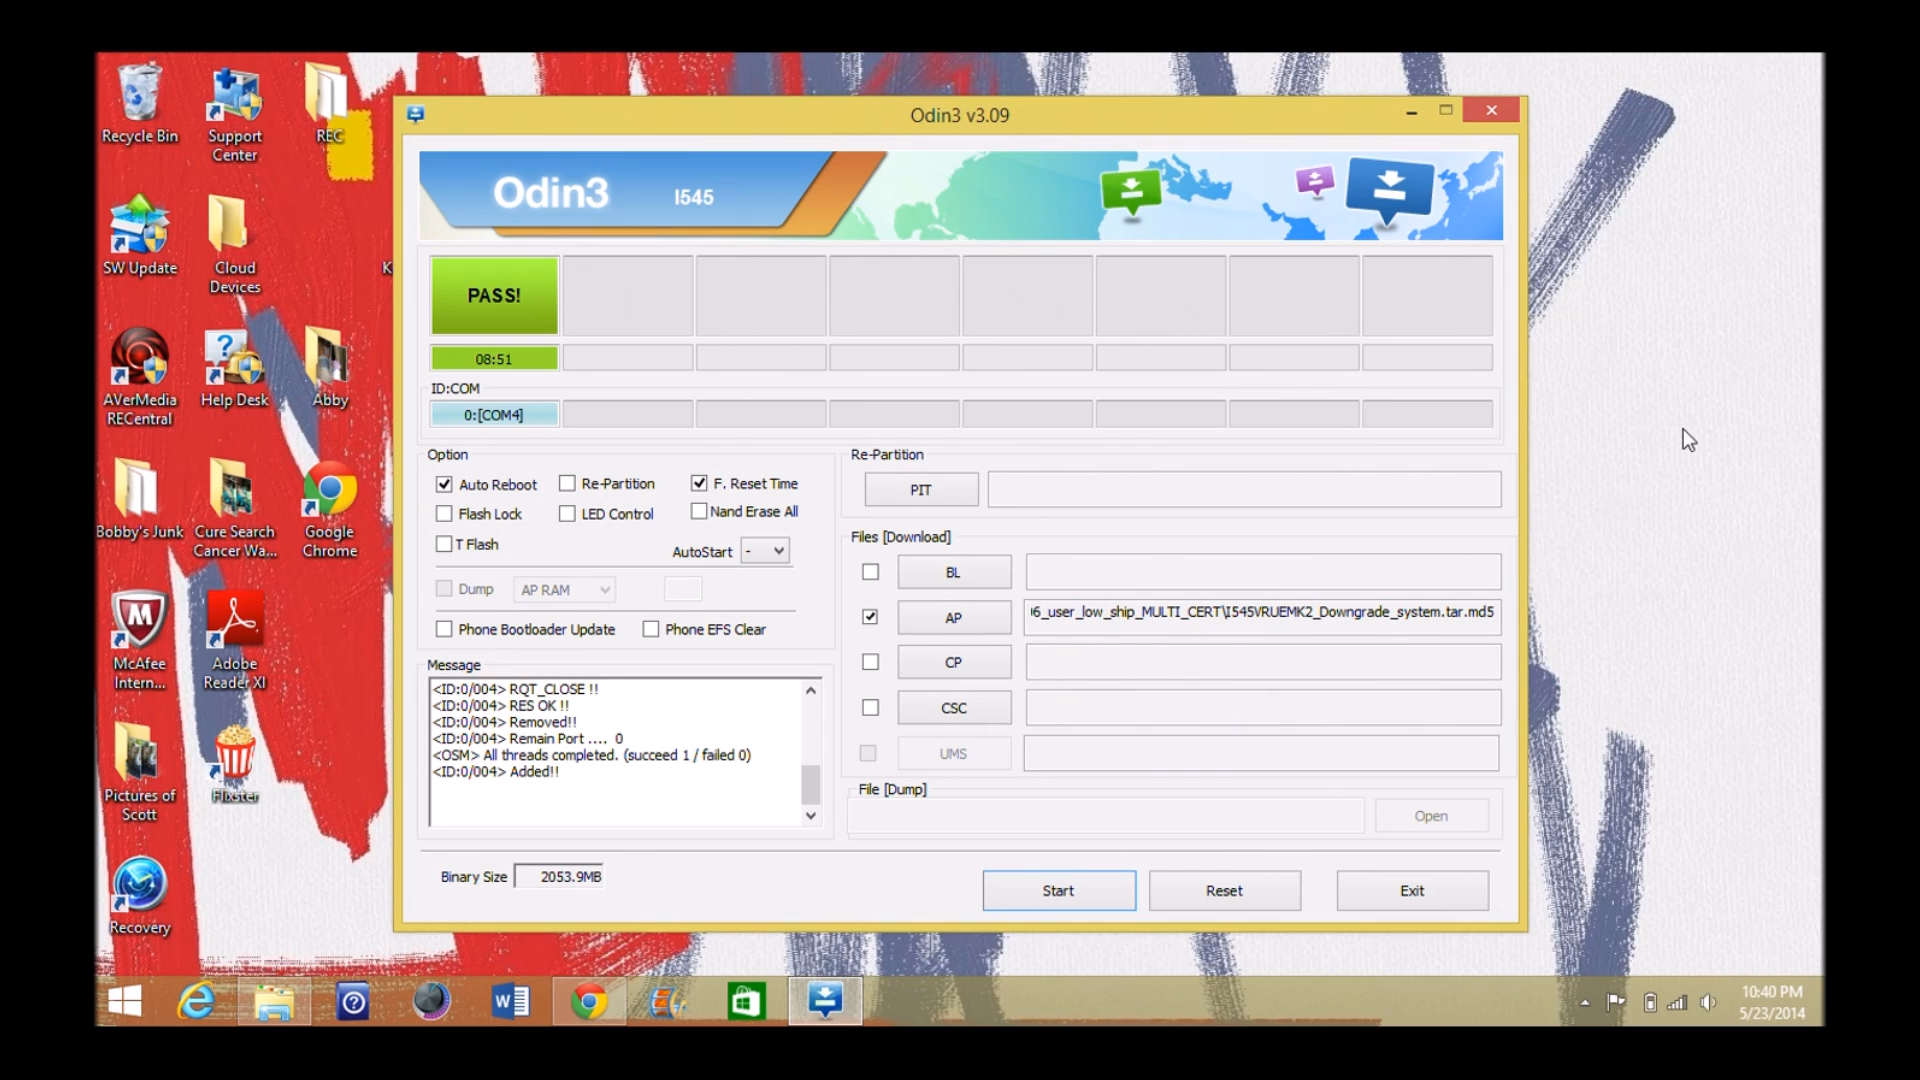 Recycle Bin
Support
Center
REC
SW Update
Cloud
Devices
K
AVerMedia
RECentral
Help Desk
Abby
Bobby's Junk
Cure Search
Cancer Wa...
Google
Chrome
McAfee
Intern...
Adobe
Reader XI
Pictures of
Scott
Flixster
Recovery
Odin3 v3.09
Odin3 I545
PASS!
08:51
ID:COM
0:[COM4]
Option
Auto Reboot Re-Partition F. Reset Time
Flash Lock LED Control Nand Erase All
T Flash AutoStart -
Dump AP RAM
Phone Bootloader Update Phone EFS Clear
Message
<ID:0/004> RQT_CLOSE !!
<ID:0/004> RES OK !!
<ID:0/004> Removed!!
<ID:0/004> Remain Port .... 0
<OSM> All threads completed. (succeed 1 / failed 0)
<ID:0/004> Added!!
Re-Partition
PIT
Files [Download]
BL
AP 6_user_low_ship_MULTI_CERT\I545VRUEMK2_Downgrade_system.tar.md5
CP
CSC
UMS
File [Dump]
Open
Binary Size 2053.9MB
Start Reset Exit
10:40 PM
5/23/2014